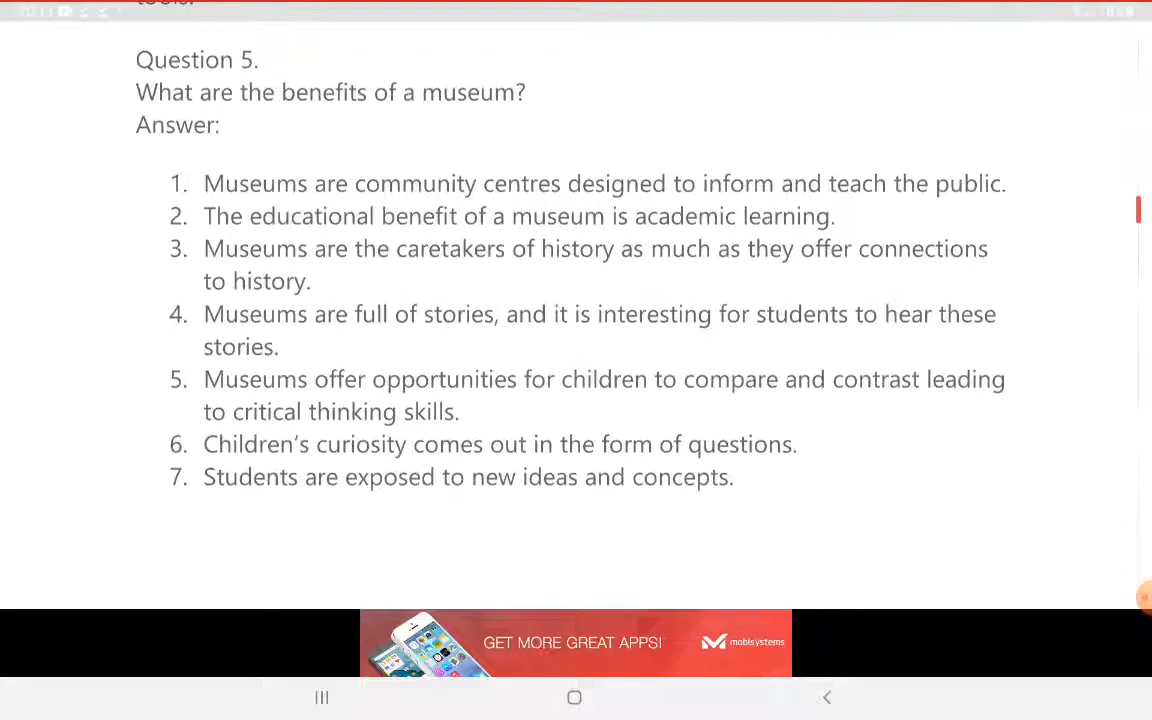 Question 5.
What are the benefits of a museum?
Answer:
1. Museums are community centres designed to inform and teach the public.
2. The educational benefit of a museum is academic learning.
3. Museums are the caretakers of history as much as they offer connections
to history.
4. Museums are full of stories, and it is interesting for students to hear these
stories.
5. Museums offer opportunities for children to compare and contrast leading
to critical thinking skills.
6. Children's curiosity comes out in the form of questions.
7. Students are exposed to new ideas and concepts.
GET MORE GREAT APPS!
mobisystems